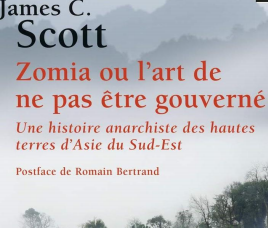 James C.
Scott
Zomia ou l'art de
ne pas être gouverné
Une histoire anarchiste des hautes
terres d'Asie du Sud-Est
Postface de Romain Bertrand